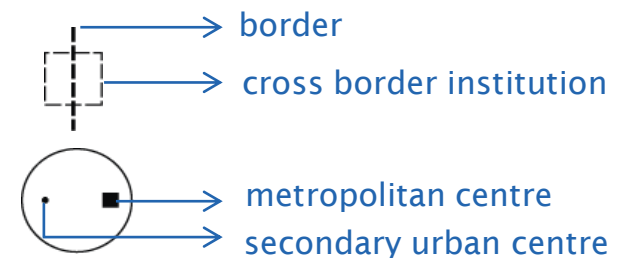 border
cross border institution
metropolitan centre
secondary urban centre